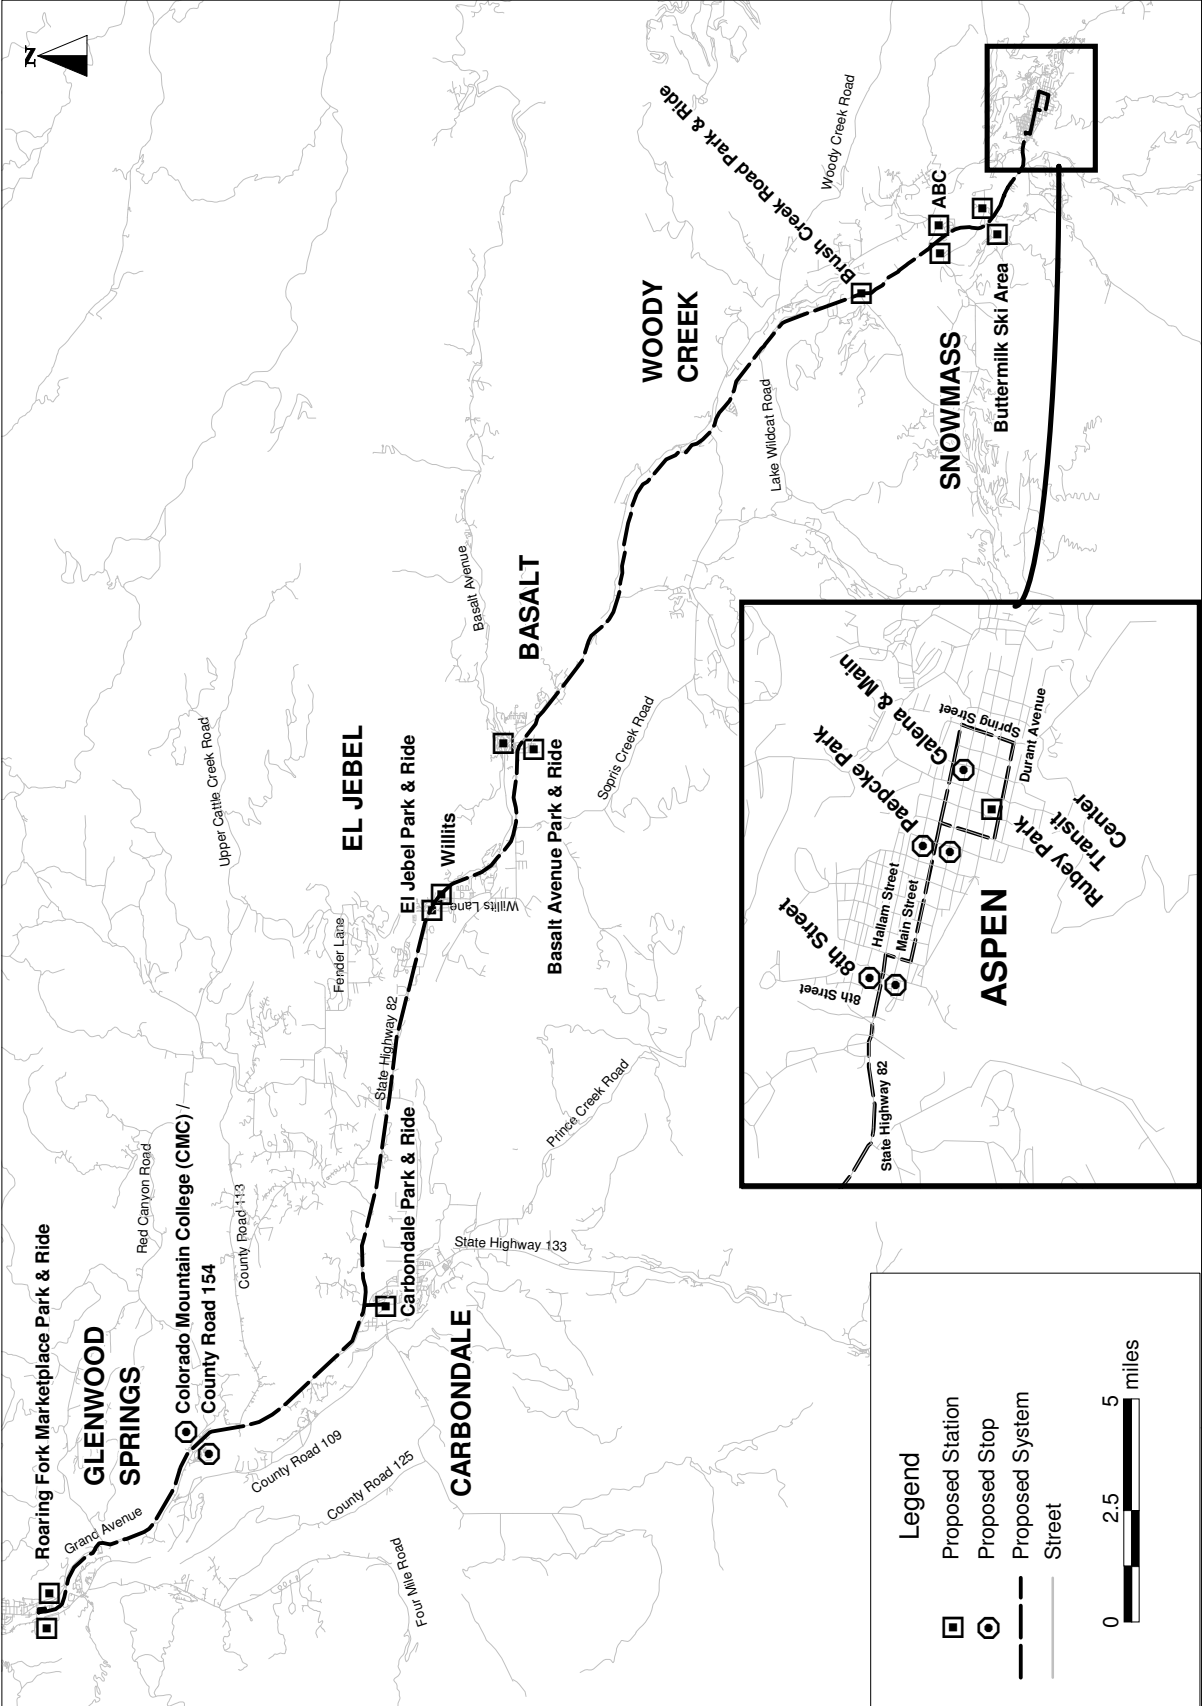 Z
Roaring Fork Marketplace Park & Ride
GLENWOOD
SPRINGS
Grand Avenue
Colorado Mountain College (CMC) /
County Road 154
Red Canyon Road
County Road 113
Upper Cattle Creek Road
County Road 109
County Road 125
Four Mile Road
CARBONDALE
Carbondale Park & Ride
State Highway 133
Prince Creek Road
State Highway 82
Fender Lane
EL JEBEL
El Jebel Park & Ride
Willits
Willits Lane
BASALT
Basalt Avenue
Basalt Avenue Park & Ride
Sopris Creek Road
WOODY
CREEK
Lake Wildcat Road
Woody Creek Road
Brush Creek Road Park & Ride
SNOWMASS
ABC
Buttermilk Ski Area
ASPEN
State Highway 82
8th Street
8th Street
Hallam Street
Main Street
Paepcke Park
Galena & Main
Spring Street
Durant Avenue
Rubey Park
Transit
Center
Legend
Proposed Station
Proposed Stop
Proposed System
Street
0 2.5 5
miles